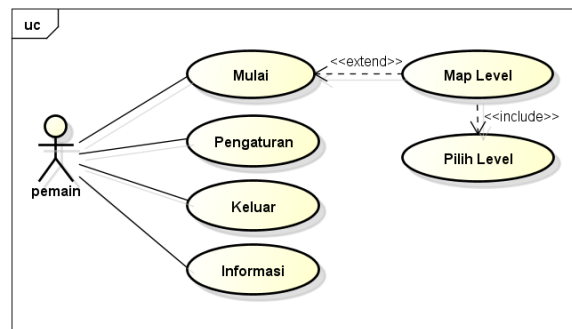 uc
Mulai
<<extend>>
Map Level
<<include>>
Pengaturan
Pilih Level
pemain
Keluar
Informasi